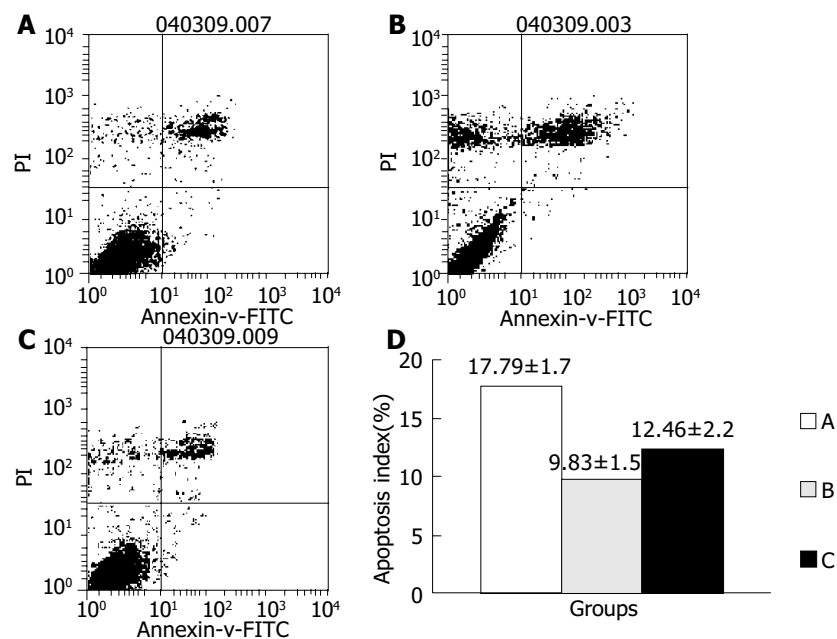 A
040309.007
10⁴
10³
10²
10¹
10⁰
PI
10⁰ 10¹ 10² 10³ 10⁴
Annexin-v-FITC
B
040309.003
10⁴
10³
10²
10¹
10⁰
PI
10⁰ 10¹ 10² 10³ 10⁴
Annexin-v-FITC
C
040309.009
10⁴
10³
10²
10¹
10⁰
PI
10⁰ 10¹ 10² 10³ 10⁴
Annexin-v-FITC
D
20
15
10
5
0
Apoptosis index(%)
17.79±1.7
9.83±1.5
12.46±2.2
Groups
A
B
C